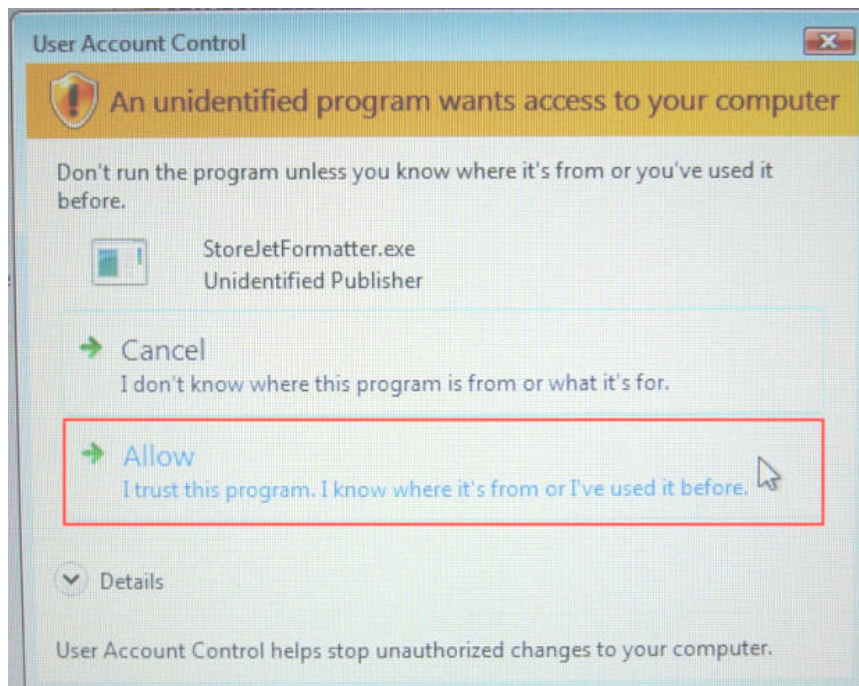 User Account Control
An unidentified program wants access to your computer
Don't run the program unless you know where it's from or you've used it
before.
StoreJetFormatter.exe
Unidentified Publisher
Cancel
I don't know where this program is from or what it's for.
Allow
I trust this program. I know where it's from or I've used it before.
Details
User Account Control helps stop unauthorized changes to your computer.